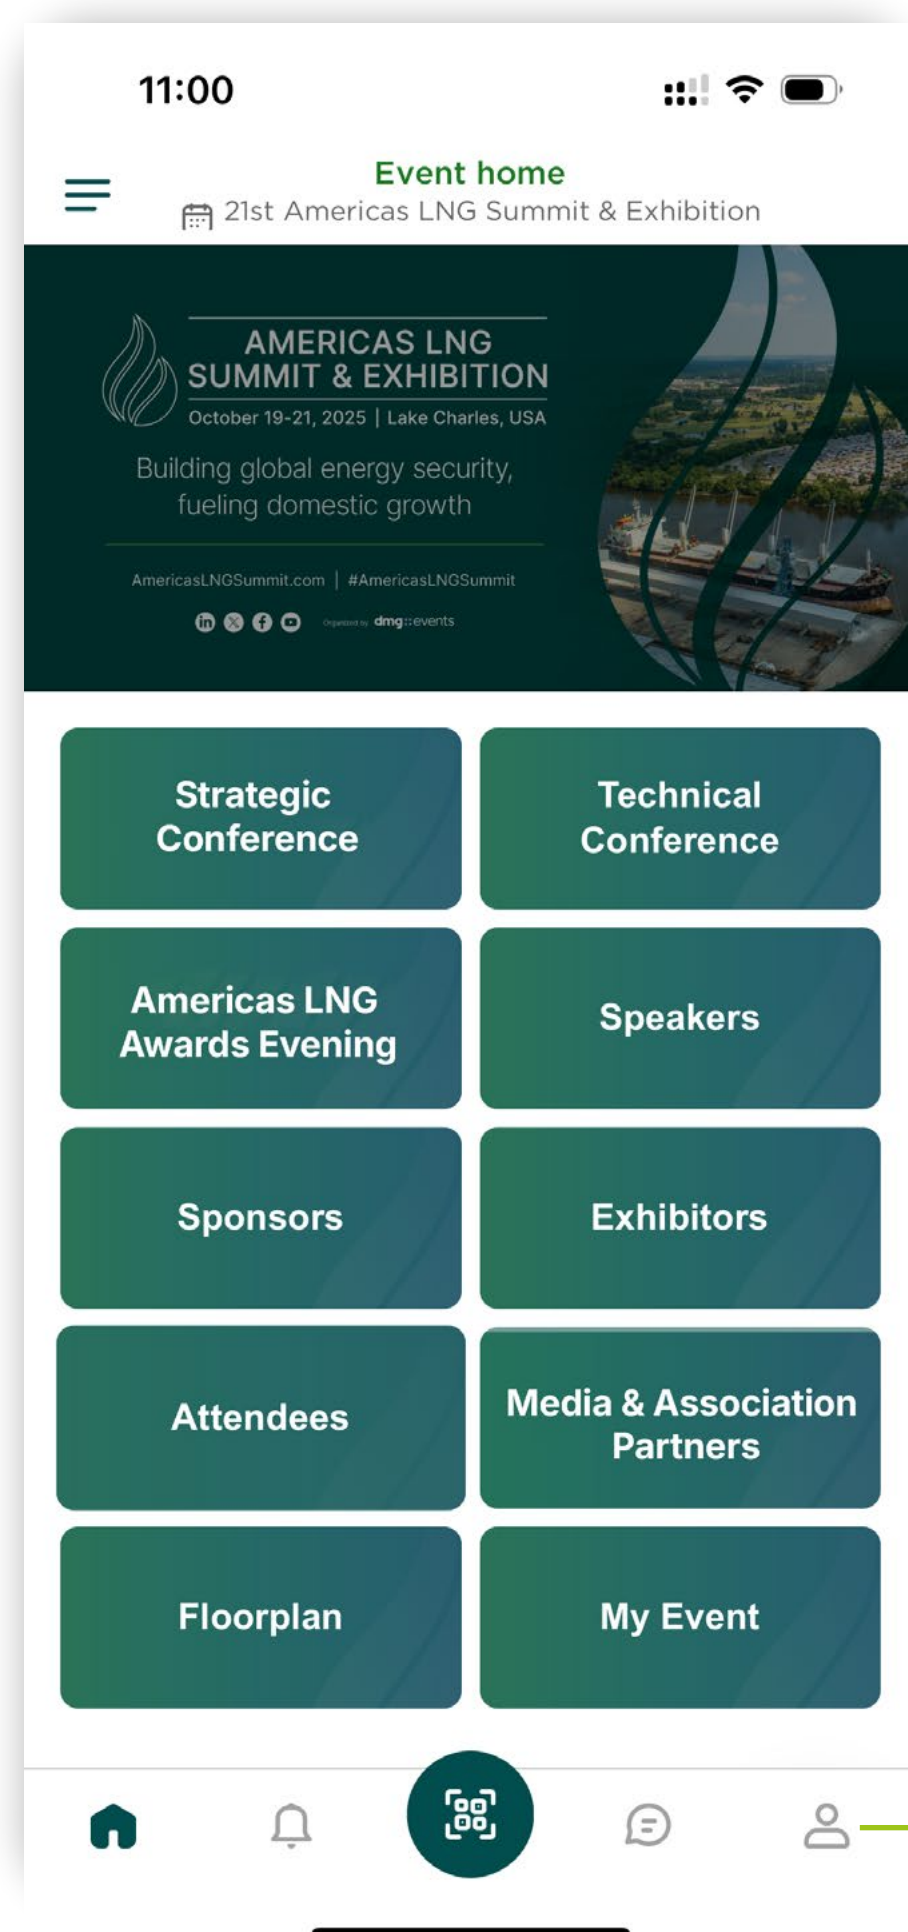 11:00
Event home
21st Americas LNG Summit & Exhibition
AMERICAS LNG
SUMMIT & EXHIBITION
October 19-21, 2025 | Lake Charles, USA
Building global energy security,
fueling domestic growth
AmericasLNGSummit.com | #AmericasLNGSummit
Organized by dmg::events
Strategic
Conference
Technical
Conference
Americas LNG
Awards Evening
Speakers
Sponsors
Exhibitors
Attendees
Media & Association
Partners
Floorplan
My Event